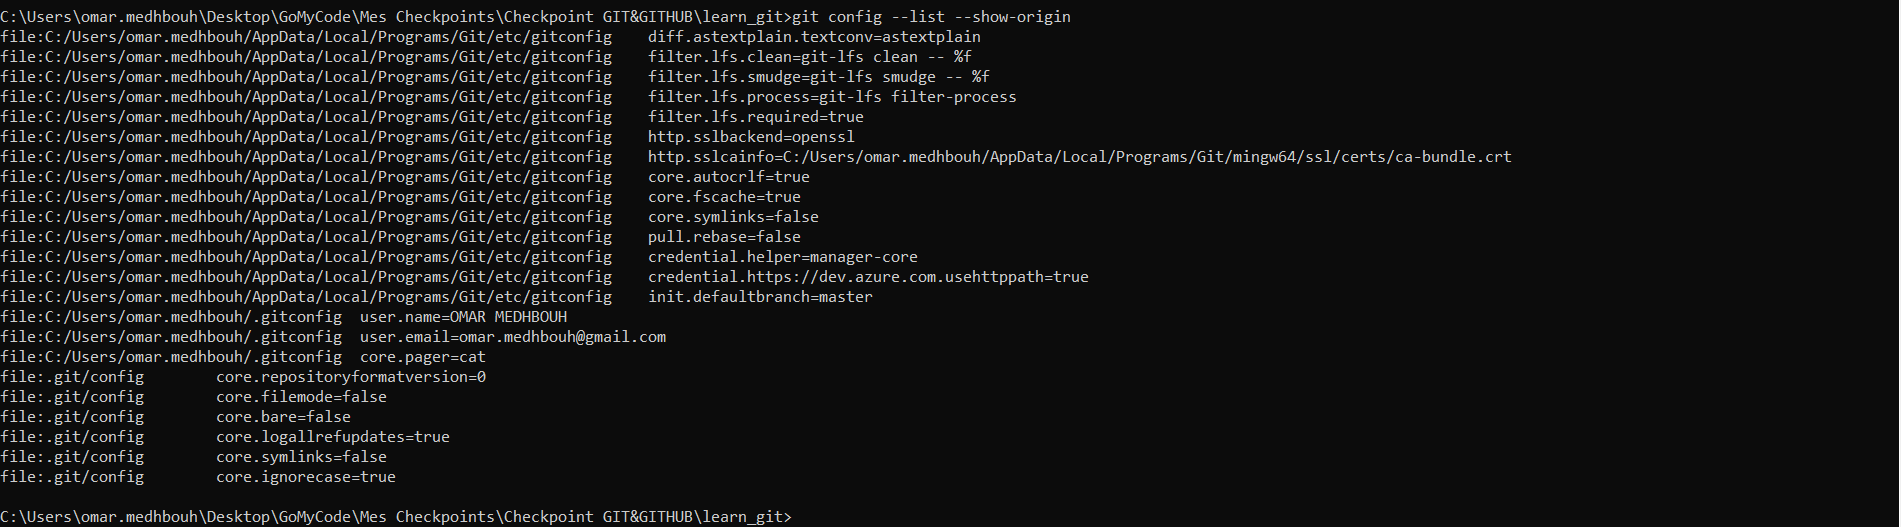 C:\Users\omar.medhbouh\Desktop\GoMyCode\Mes Checkpoints\Checkpoint GIT&GITHUB\learn_git>git config --list --show-origin
file:C:/Users/omar.medhbouh/AppData/Local/Programs/Git/etc/gitconfig    diff.astextplain.textconv=astextplain
file:C:/Users/omar.medhbouh/AppData/Local/Programs/Git/etc/gitconfig    filter.lfs.clean=git-lfs clean -- %f
file:C:/Users/omar.medhbouh/AppData/Local/Programs/Git/etc/gitconfig    filter.lfs.smudge=git-lfs smudge -- %f
file:C:/Users/omar.medhbouh/AppData/Local/Programs/Git/etc/gitconfig    filter.lfs.process=git-lfs filter-process
file:C:/Users/omar.medhbouh/AppData/Local/Programs/Git/etc/gitconfig    filter.lfs.required=true
file:C:/Users/omar.medhbouh/AppData/Local/Programs/Git/etc/gitconfig    http.sslbackend=openssl
file:C:/Users/omar.medhbouh/AppData/Local/Programs/Git/etc/gitconfig    http.sslcainfo=C:/Users/omar.medhbouh/AppData/Local/Programs/Git/mingw64/ssl/certs/ca-bundle.crt
file:C:/Users/omar.medhbouh/AppData/Local/Programs/Git/etc/gitconfig    core.autocrlf=true
file:C:/Users/omar.medhbouh/AppData/Local/Programs/Git/etc/gitconfig    core.fscache=true
file:C:/Users/omar.medhbouh/AppData/Local/Programs/Git/etc/gitconfig    core.symlinks=false
file:C:/Users/omar.medhbouh/AppData/Local/Programs/Git/etc/gitconfig    pull.rebase=false
file:C:/Users/omar.medhbouh/AppData/Local/Programs/Git/etc/gitconfig    credential.helper=manager-core
file:C:/Users/omar.medhbouh/AppData/Local/Programs/Git/etc/gitconfig    credential.https://dev.azure.com.usehttppath=true
file:C:/Users/omar.medhbouh/AppData/Local/Programs/Git/etc/gitconfig    init.defaultbranch=master
file:C:/Users/omar.medhbouh/.gitconfig  user.name=OMAR MEDHBOUH
file:C:/Users/omar.medhbouh/.gitconfig  user.email=omar.medhbouh@gmail.com
file:C:/Users/omar.medhbouh/.gitconfig  core.pager=cat
file:.git/config        core.repositoryformatversion=0
file:.git/config        core.filemode=false
file:.git/config        core.bare=false
file:.git/config        core.logallrefupdates=true
file:.git/config        core.symlinks=false
file:.git/config        core.ignorecase=true
C:\Users\omar.medhbouh\Desktop\GoMyCode\Mes Checkpoints\Checkpoint GIT&GITHUB\learn_git>